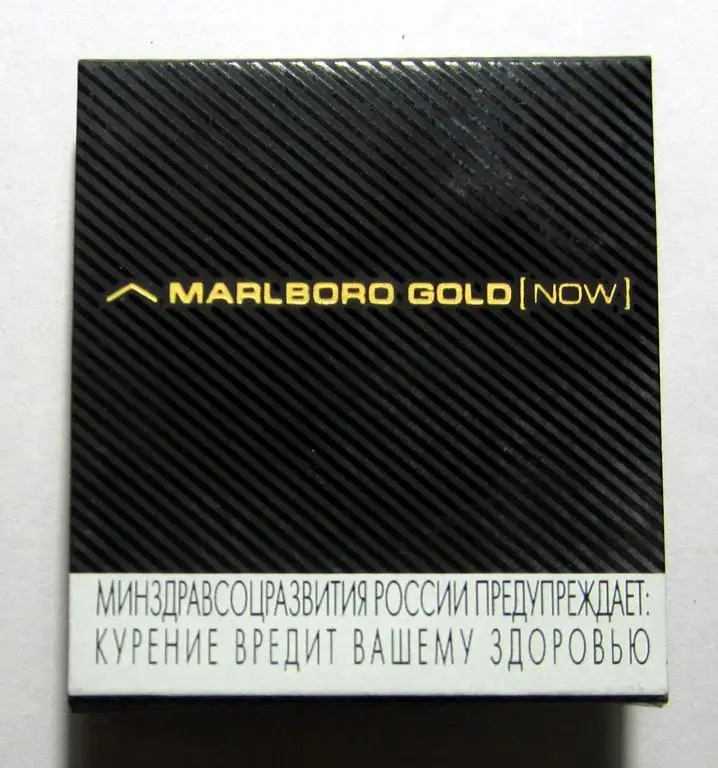 MARLBORO GOLD [NOW]
МИНЗДРАВСОЦРАЗВИТИЯ РОССИИ ПРЕДУПРЕЖДАЕТ:
КУРЕНИЕ ВРЕДИТ ВАШЕМУ ЗДОРОВЬЮ